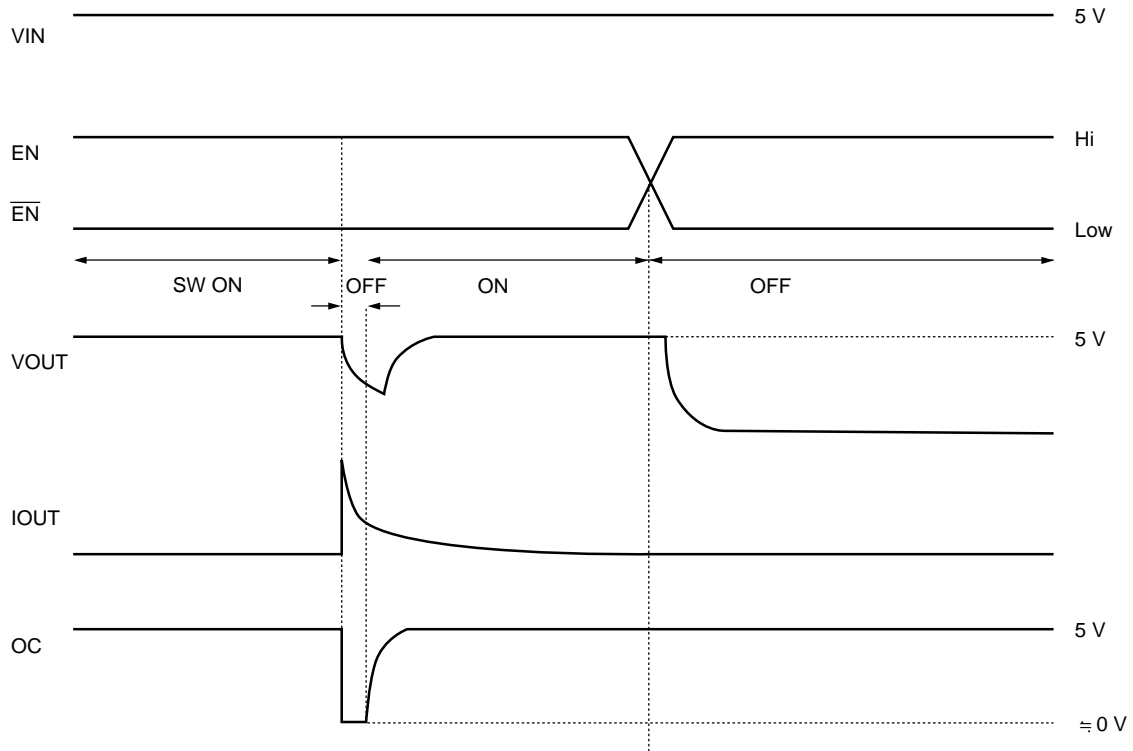 VIN
5 V
EN
Hi
EN
Low
SW ON
OFF
ON
OFF
VOUT
5 V
IOUT
OC
5 V
≒ 0 V